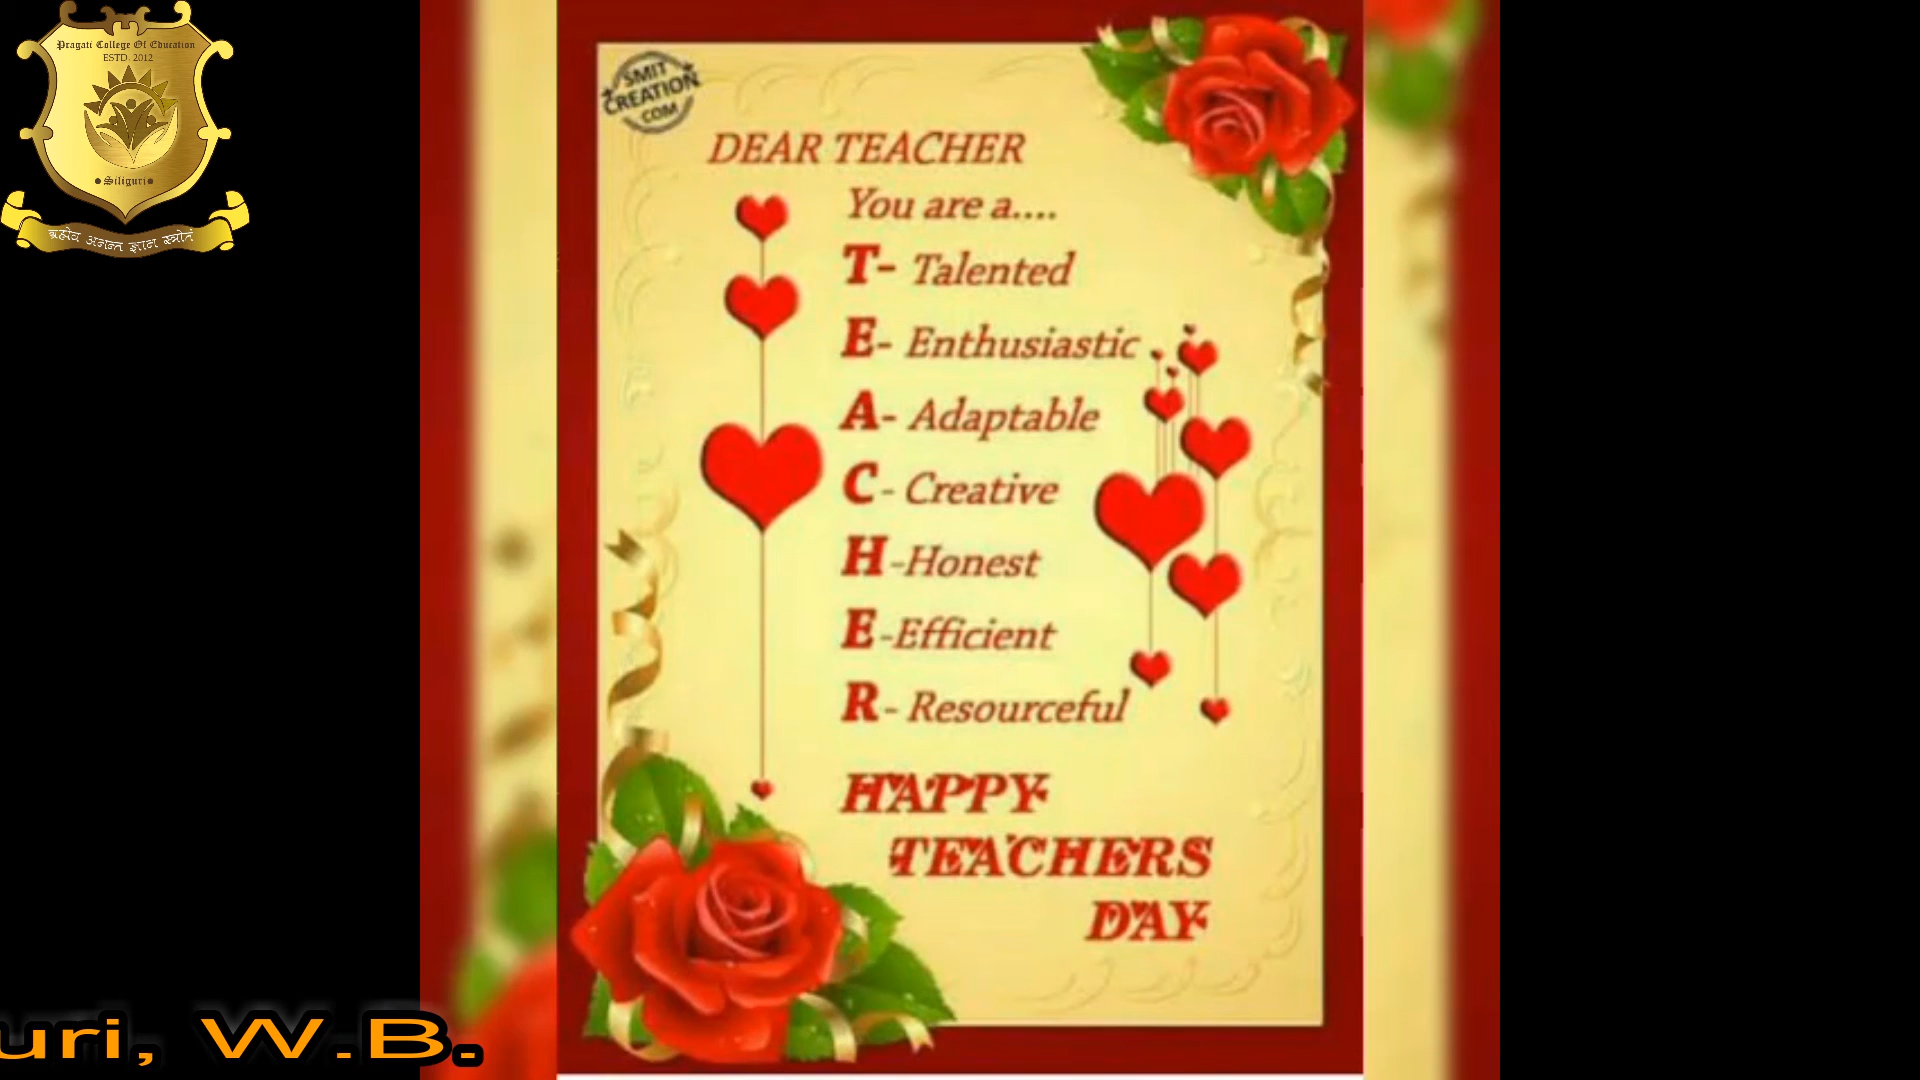 Pragati College Of Education
ESTD. 2012
Siliguri
SMIT
CREATION
.COM
DEAR TEACHER
You are a....
T- Talented
E- Enthusiastic
A- Adaptable
C- Creative
H-Honest
E-Efficient
R- Resourceful
HAPPY
TEACHERS
DAY
uri, W.B.